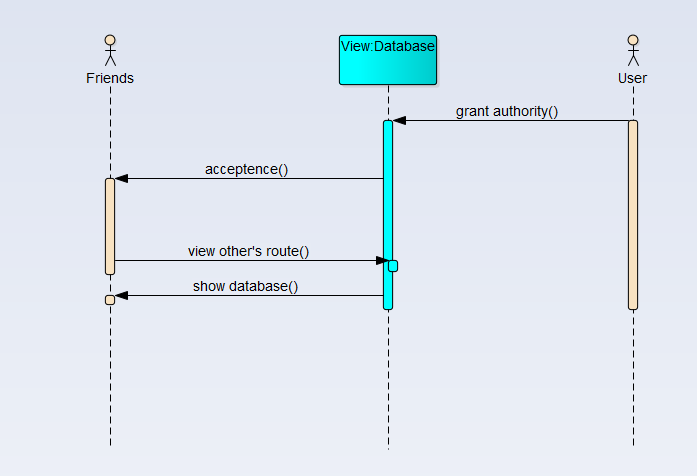 View:Database
Friends
User
grant authority()
acceptence()
view other's route()
show database()